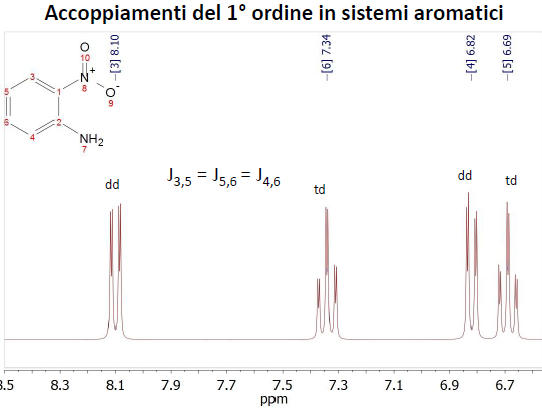 Accoppiamenti del 1° ordine in sistemi aromatici
[3] 8.10
[6] 7.34
[4] 6.82
[5] 6.69
O
10
N
+
8
O
-
9
NH2
7
3
5
1
6
2
4
dd
J3,5 = J5,6 = J4,6
td
dd
td
8.5 8.3 8.1 7.9 7.7 7.5 7.3 7.1 6.9 6.7
ppm